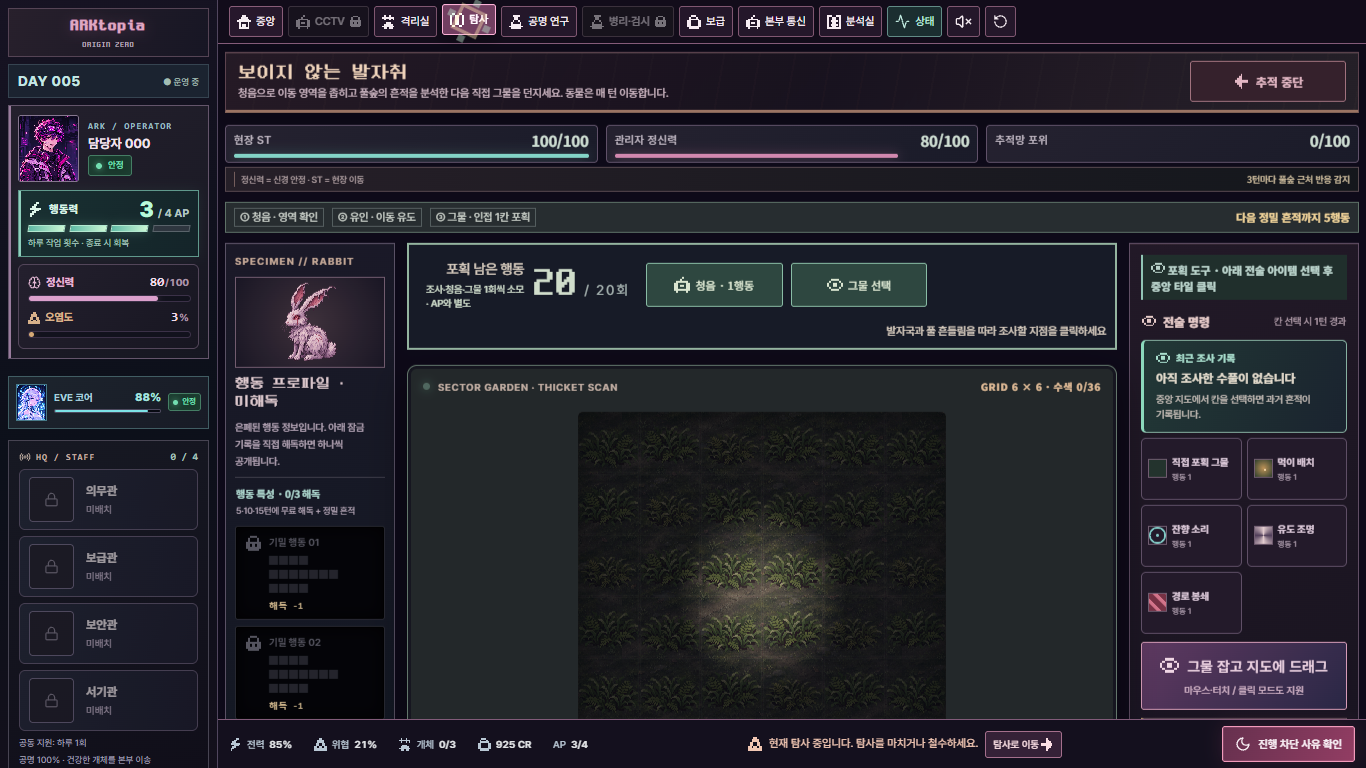 ARKtopia
ORIGIN ZERO
DAY 005
운영 중
ARK / OPERATOR
담당자 000
안정
행동력
3 / 4 AP
하루 작업 횟수 · 종료 시 회복
정신력
80/100
오염도
3%
EVE 코어
88%
안정
HQ / STAFF
0 / 4
의무관
미배치
보급관
미배치
보안관
미배치
서기관
미배치
공동 지원: 하루 1회
공명 100% · 건강한 개체를 본부 이송
중앙
CCTV
격리실
탐사
공명 연구
병리·검시
보급
본부 통신
분석실
상태
보이지 않는 발자취
청음으로 이동 영역을 좁히고 풀숲의 흔적을 분석한 다음 직접 그물을 던지세요. 동물은 매 턴 이동합니다.
추적 중단
현장 ST
100/100
관리자 정신력
80/100
추적망 포위
0/100
정신력 = 신경 안정 · ST = 현장 이동
3턴마다 풀숲 근처 반응 감지
① 청음 · 영역 확인
② 유인 · 이동 유도
③ 그물 · 인접 1칸 포획
다음 정밀 흔적까지 5행동
SPECIMEN // RABBIT
행동 프로파일 ·
미해독
은폐된 행동 정보입니다. 아래 잠금
기록을 직접 해독하면 하나씩
공개됩니다.
행동 특성 · 0/3 해독
5·10·15턴에 무료 해독 + 정밀 흔적
기밀 행동 01
해독 -1
기밀 행동 02
해독 -1
포획 남은 행동
조사·청음·그물 1회씩 소모
· AP와 별도
20 / 20회
청음 · 1행동
그물 선택
발자국과 풀 흔들림을 따라 조사할 지점을 클릭하세요
SECTOR GARDEN · THICKET SCAN
GRID 6 × 6 · 수색 0/36
포획 도구 · 아래 전술 아이템 선택 후
중앙 타일 클릭
전술 명령
칸 선택 시 1턴 경과
최근 조사 기록
아직 조사한 수풀이 없습니다
중앙 지도에서 칸을 선택하면 과거 흔적이
기록됩니다.
직접 포획 그물
행동 1
먹이 배치
행동 1
잔향 소리
행동 1
유도 조명
행동 1
경로 봉쇄
행동 1
그물 잡고 지도에 드래그
마우스·터치 / 클릭 모드도 지원
전력 85%
위협 21%
개체 0/3
925 CR
AP 3/4
현재 탐사 중입니다. 탐사를 마치거나 철수하세요.
탐사로 이동
진행 차단 사유 확인